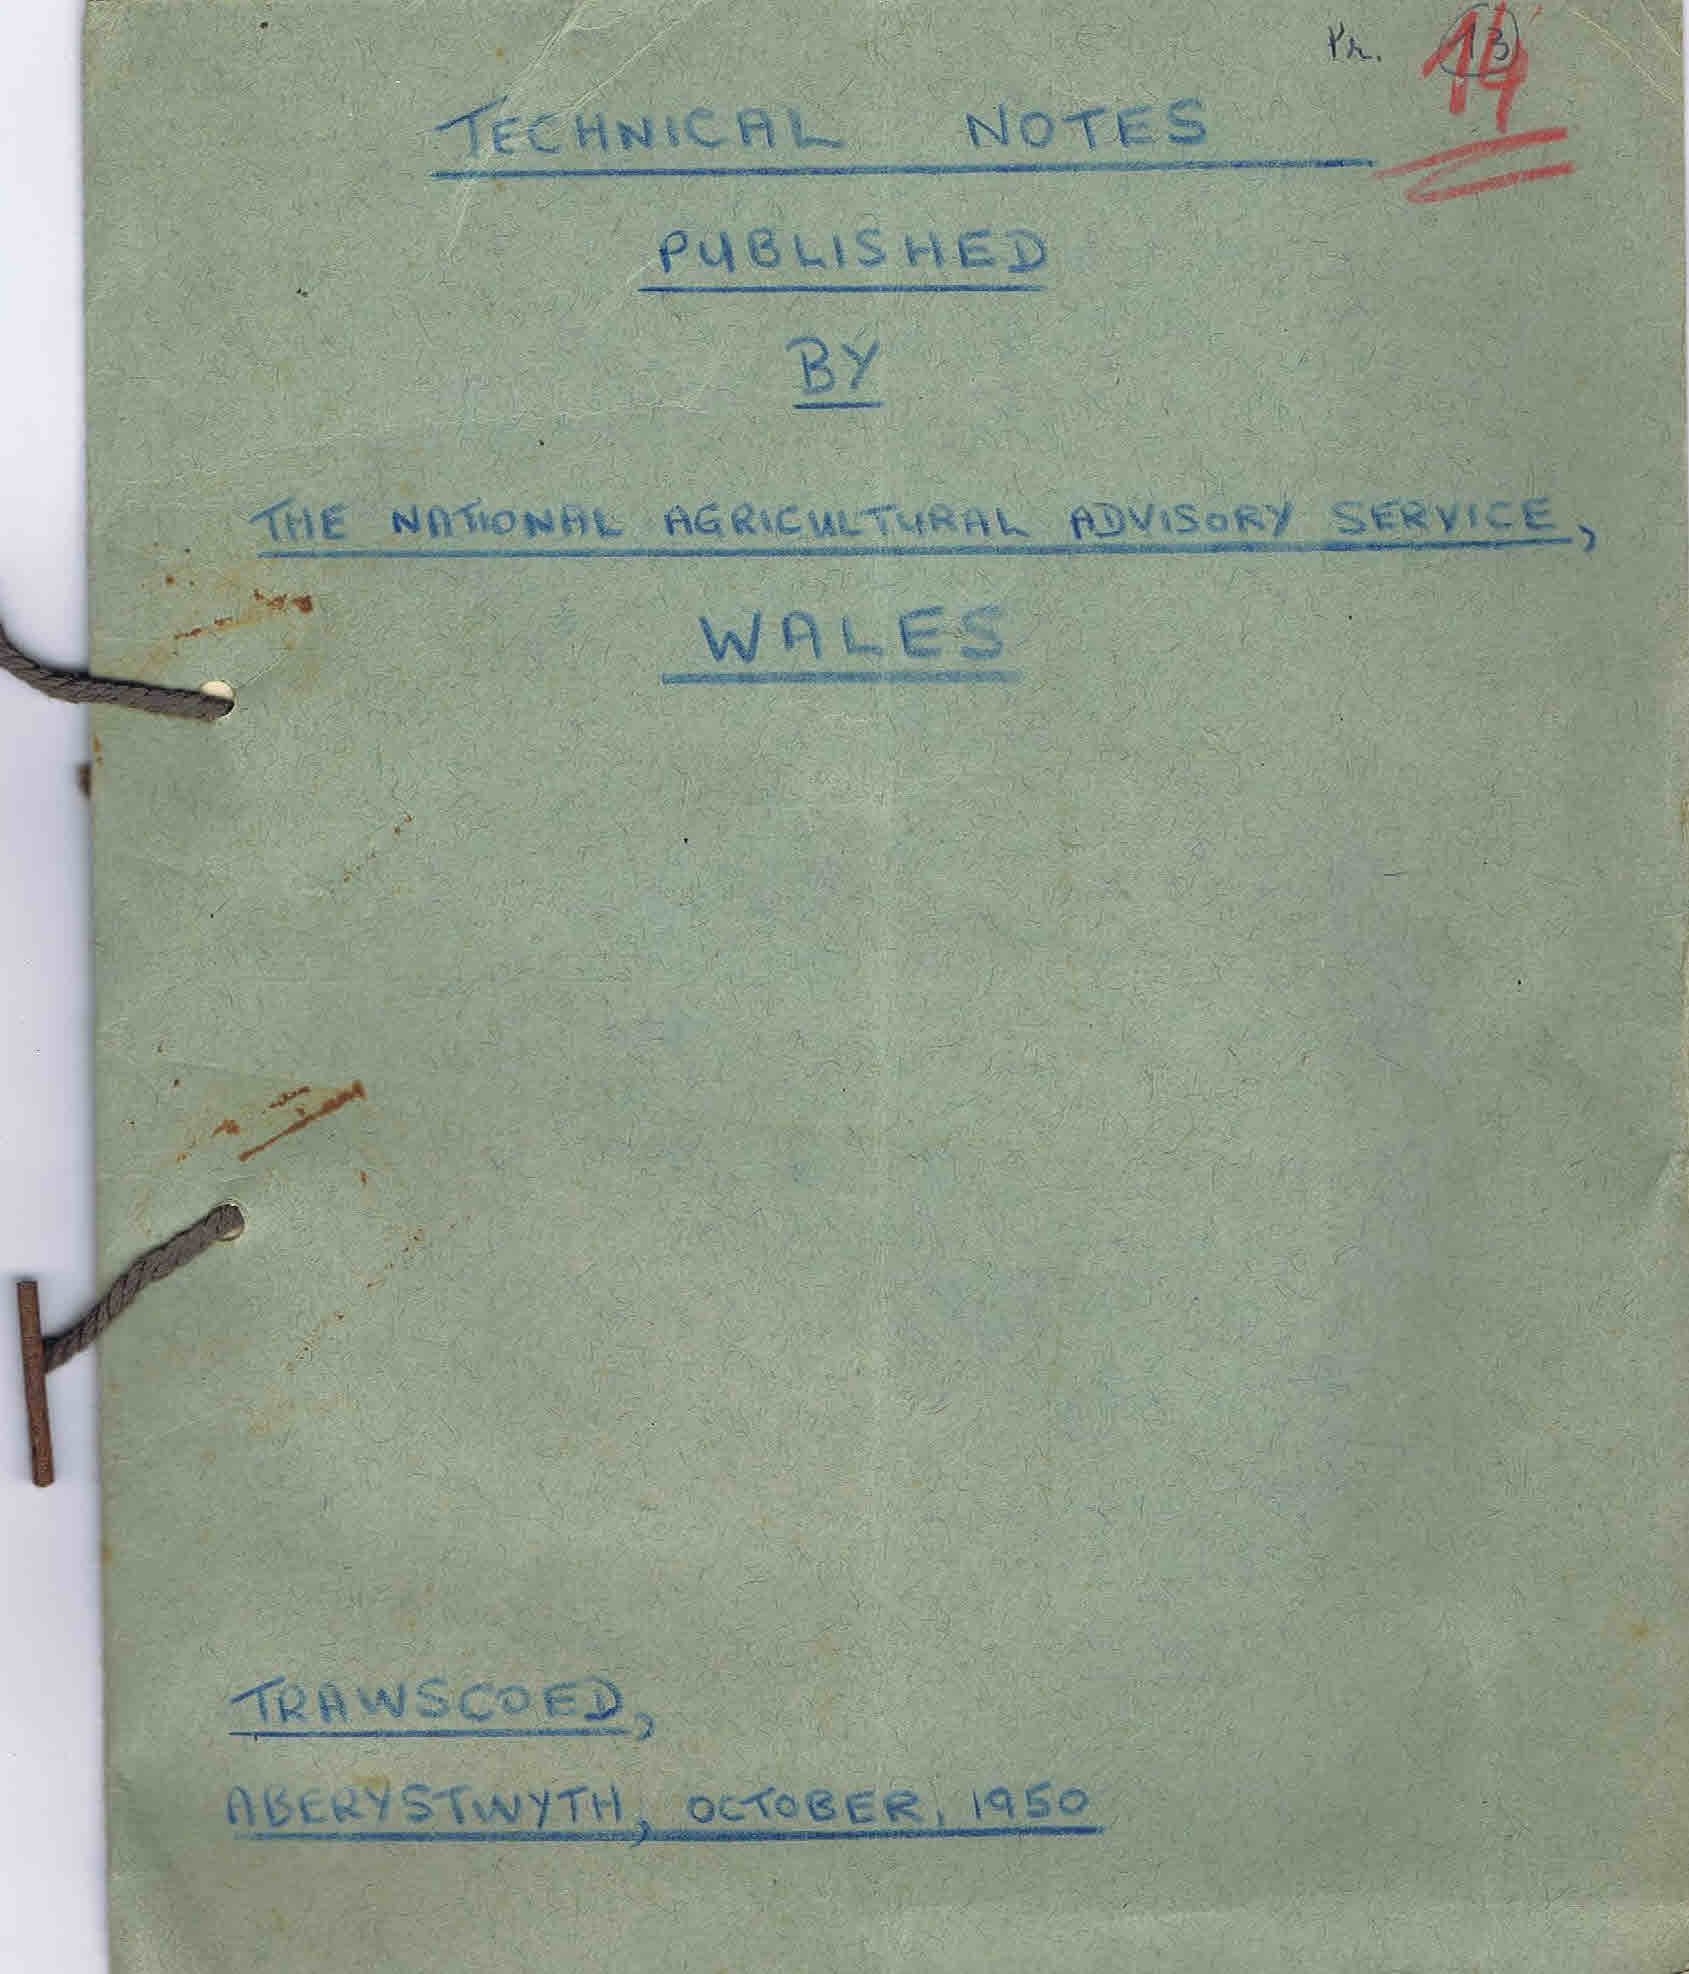 Pr. 13
14
TECHNICAL NOTES
PUBLISHED
BY
THE NATIONAL AGRICULTURAL ADVISORY SERVICE,
WALES
TRAWSCOED,
ABERYSTWYTH, OCTOBER, 1950